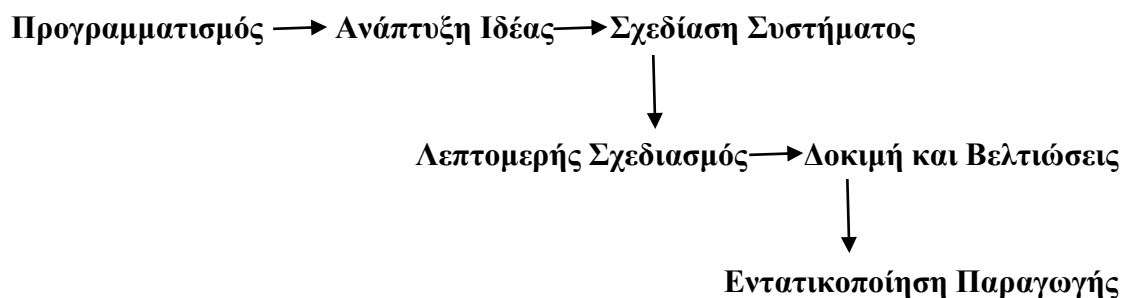 Προγραμματισμός Ανάπτυξη Ιδέας Σχεδίαση Συστήματος
Λεπτομερής Σχεδιασμός Δοκιμή και Βελτιώσεις
Εντατικοποίηση Παραγωγής